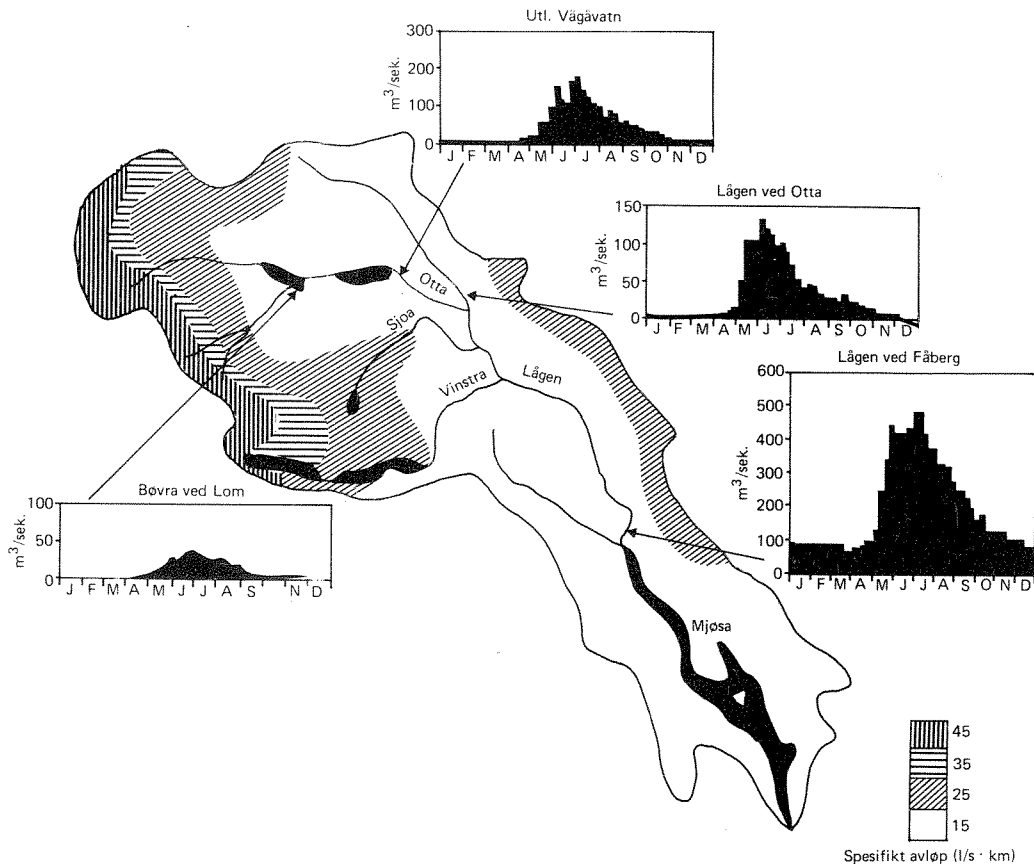 Utl. Vågåvatn
m³/sek.
300
200
100
0
J F M A M J J A S O N D
Lågen ved Otta
m³/sek.
150
100
50
0
J F M A M J J A S O N D
Lågen ved Fåberg
m³/sek.
600
500
400
300
200
100
0
J F M A M J J A S O N D
Otta
Sjoa
Vinstra
Lågen
Bøvra ved Lom
m³/sek.
100
50
0
J F M A M J J A S N D
Mjøsa
45
35
25
15
Spesifikt avløp (l/s · km)